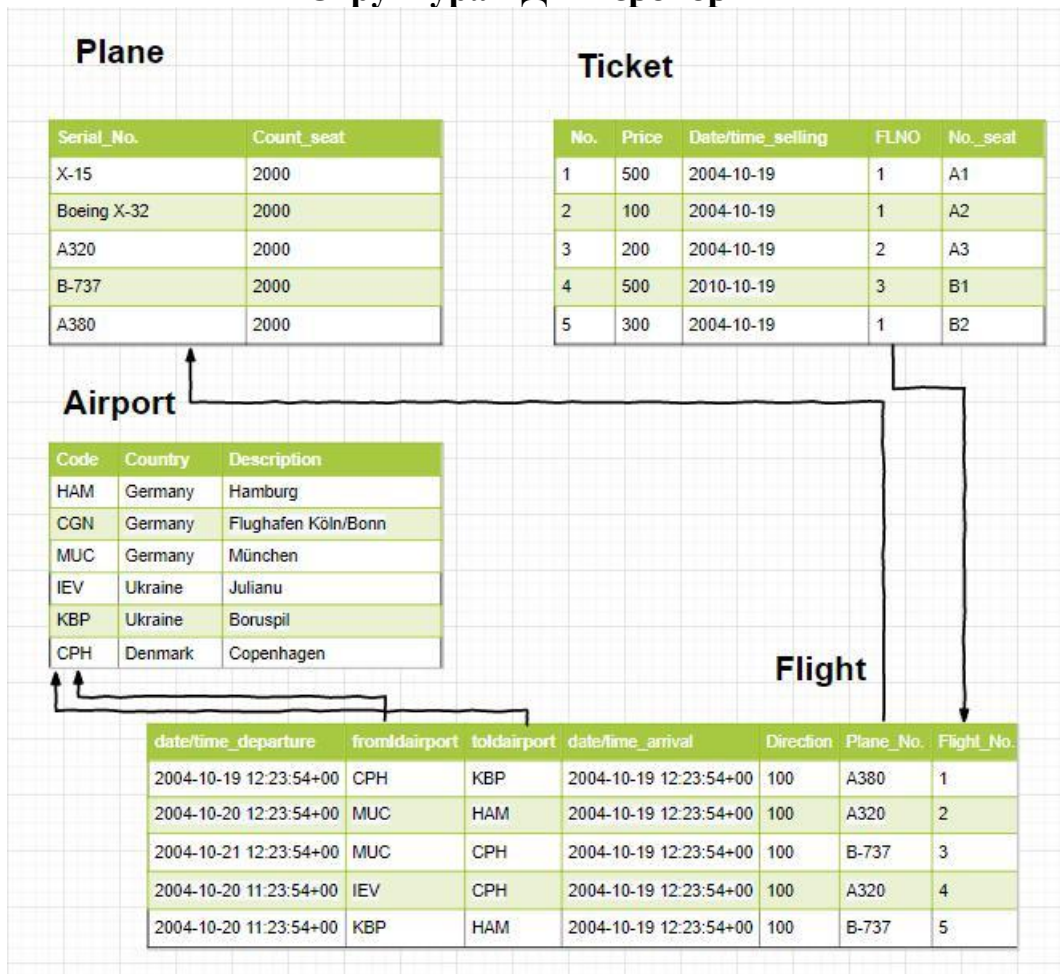 Plane
Ticket
Serial_No. Count_seat
X-15 2000
Boeing X-32 2000
A320 2000
B-737 2000
A380 2000
No. Price Date/time_selling FLNO No._seat
1 500 2004-10-19 1 A1
2 100 2004-10-19 1 A2
3 200 2004-10-19 2 A3
4 500 2010-10-19 3 B1
5 300 2004-10-19 1 B2
Airport
Code Country Description
HAM Germany Hamburg
CGN Germany Flughafen Köln/Bonn
MUC Germany München
IEV Ukraine Julianu
KBP Ukraine Boruspil
CPH Denmark Copenhagen
Flight
date/time_departure fromIdairport toIdairport date/time_arrival Direction Plane_No. Flight_No.
2004-10-19 12:23:54+00 CPH KBP 2004-10-19 12:23:54+00 100 A380 1
2004-10-20 12:23:54+00 MUC HAM 2004-10-19 12:23:54+00 100 A320 2
2004-10-21 12:23:54+00 MUC CPH 2004-10-19 12:23:54+00 100 B-737 3
2004-10-20 11:23:54+00 IEV CPH 2004-10-19 12:23:54+00 100 A320 4
2004-10-20 11:23:54+00 KBP HAM 2004-10-19 12:23:54+00 100 B-737 5